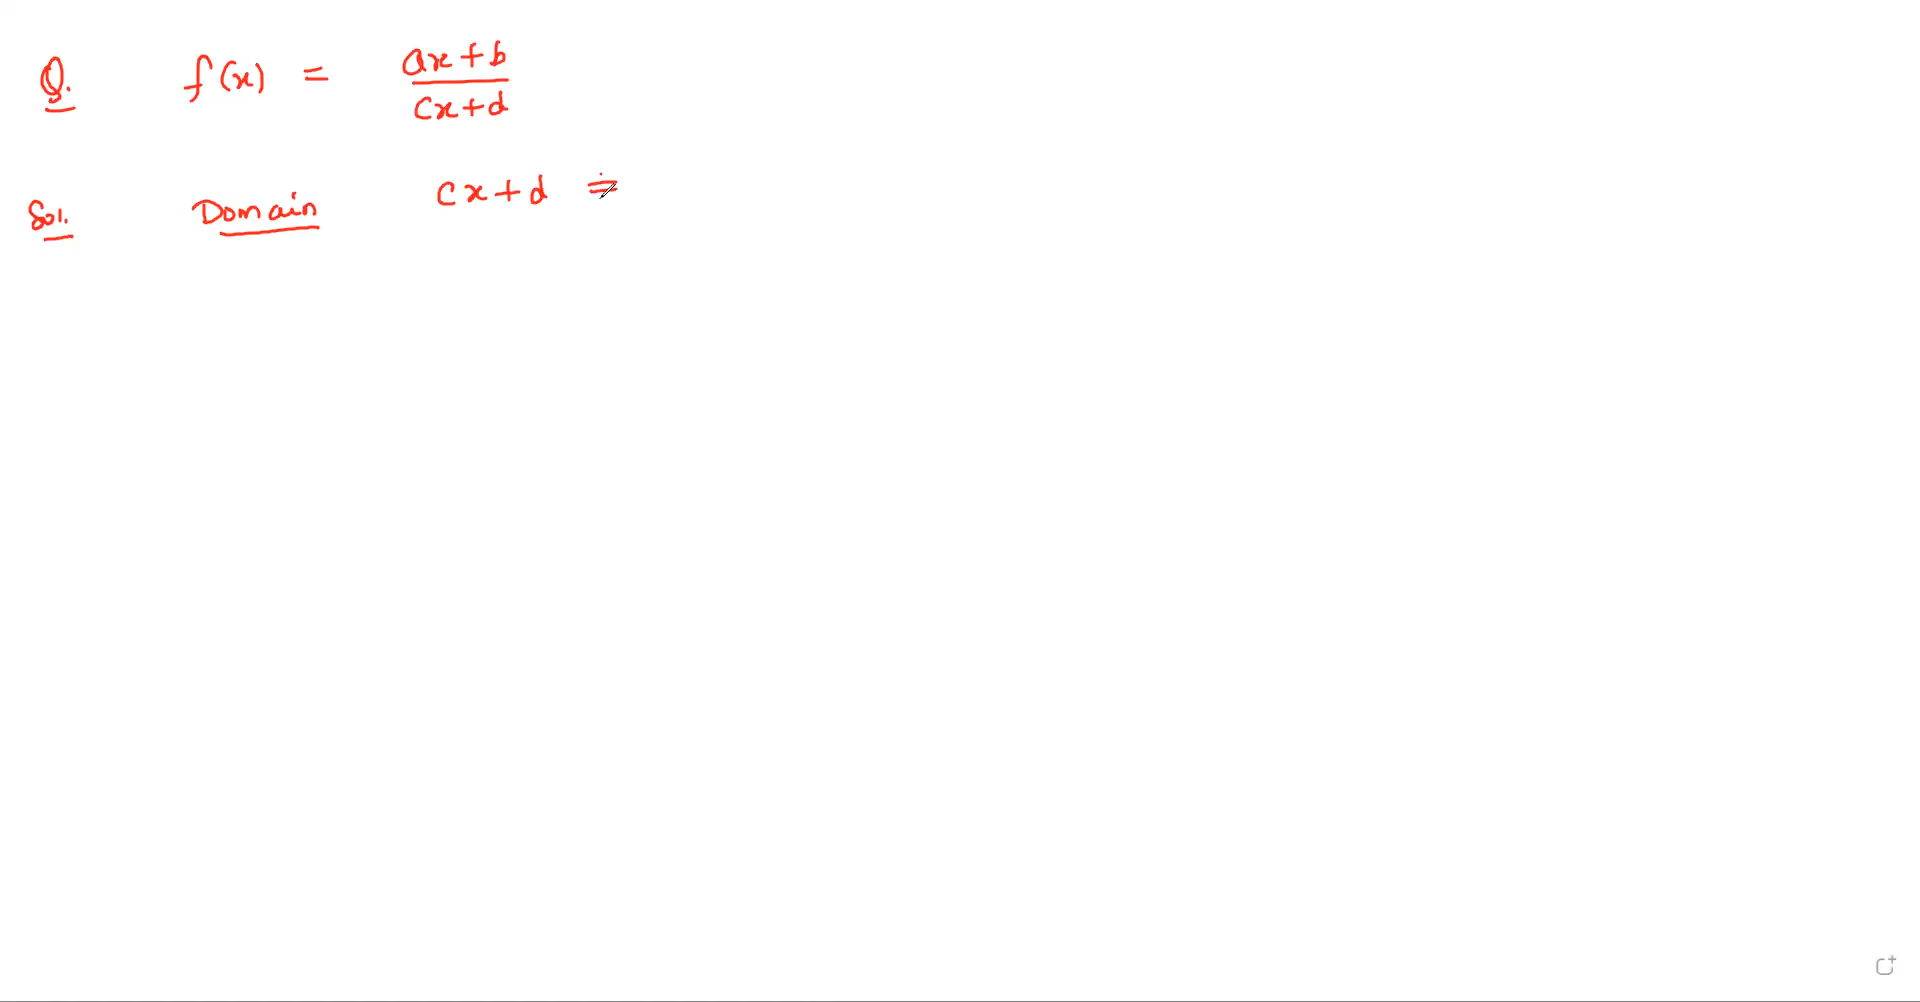 Q. f(x) = ax+b
cx+d
Sol. Domain cx+d =